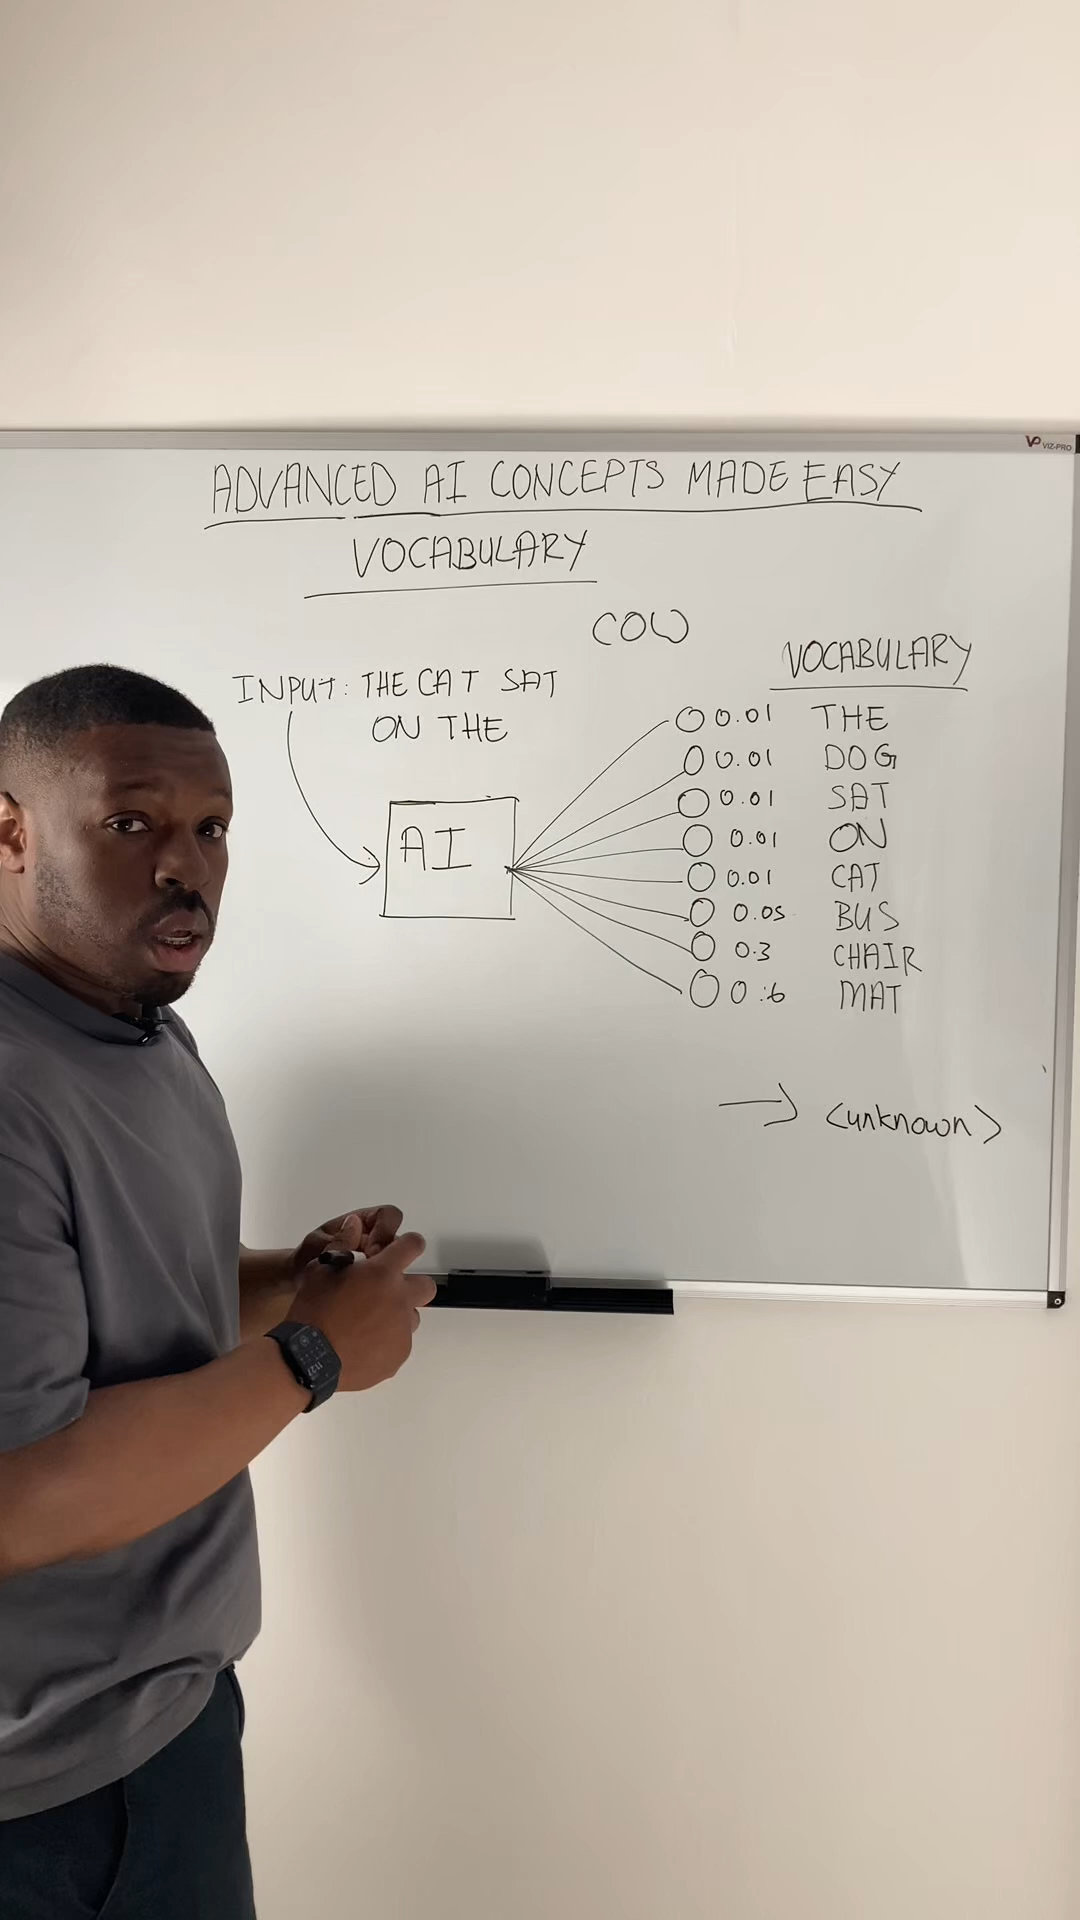 VIZ-PRO
ADVANCED AI CONCEPTS MADE EASY
VOCABULARY
COW
VOCABULARY
INPUT: THE CAT SAT
ON THE
AI
0.01 THE
0.01 DOG
0.01 SAT
0.01 ON
0.01 CAT
0.05 BUS
0.3 CHAIR
0.6 MAT
→ <unknown>
11:27